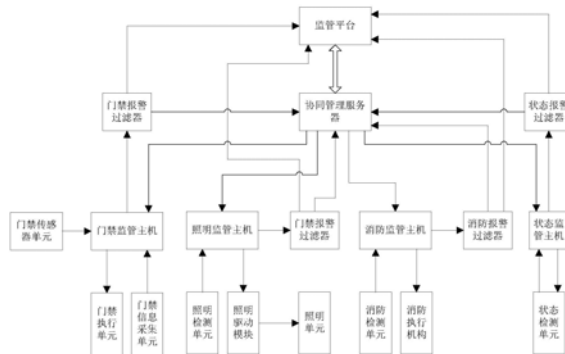 监管平台
门禁报警
过滤器
协同管理服务
器
状态报警
过滤器
门禁传感
器单元
门禁监管主机
照明监管主机
门禁报警
过滤器
消防监管主机
消防报警
过滤器
状态监
管主机
门禁
执行
单元
门禁
信息
采集
单元
照明
检测
单元
照明
驱动
模块
照明
单元
消防
检测
单元
消防
执行
机构
状态
检测
单元